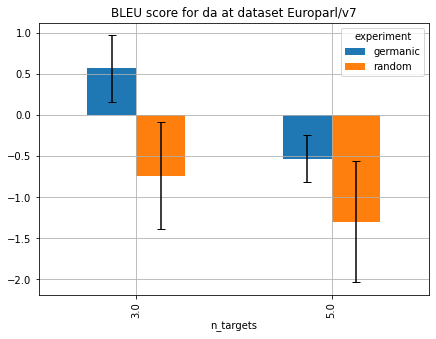 BLEU score for da at dataset Europarl/v7
experiment
germanic
random
1.0
0.5
0.0
−0.5
−1.0
−1.5
−2.0
3.0
5.0
n_targets